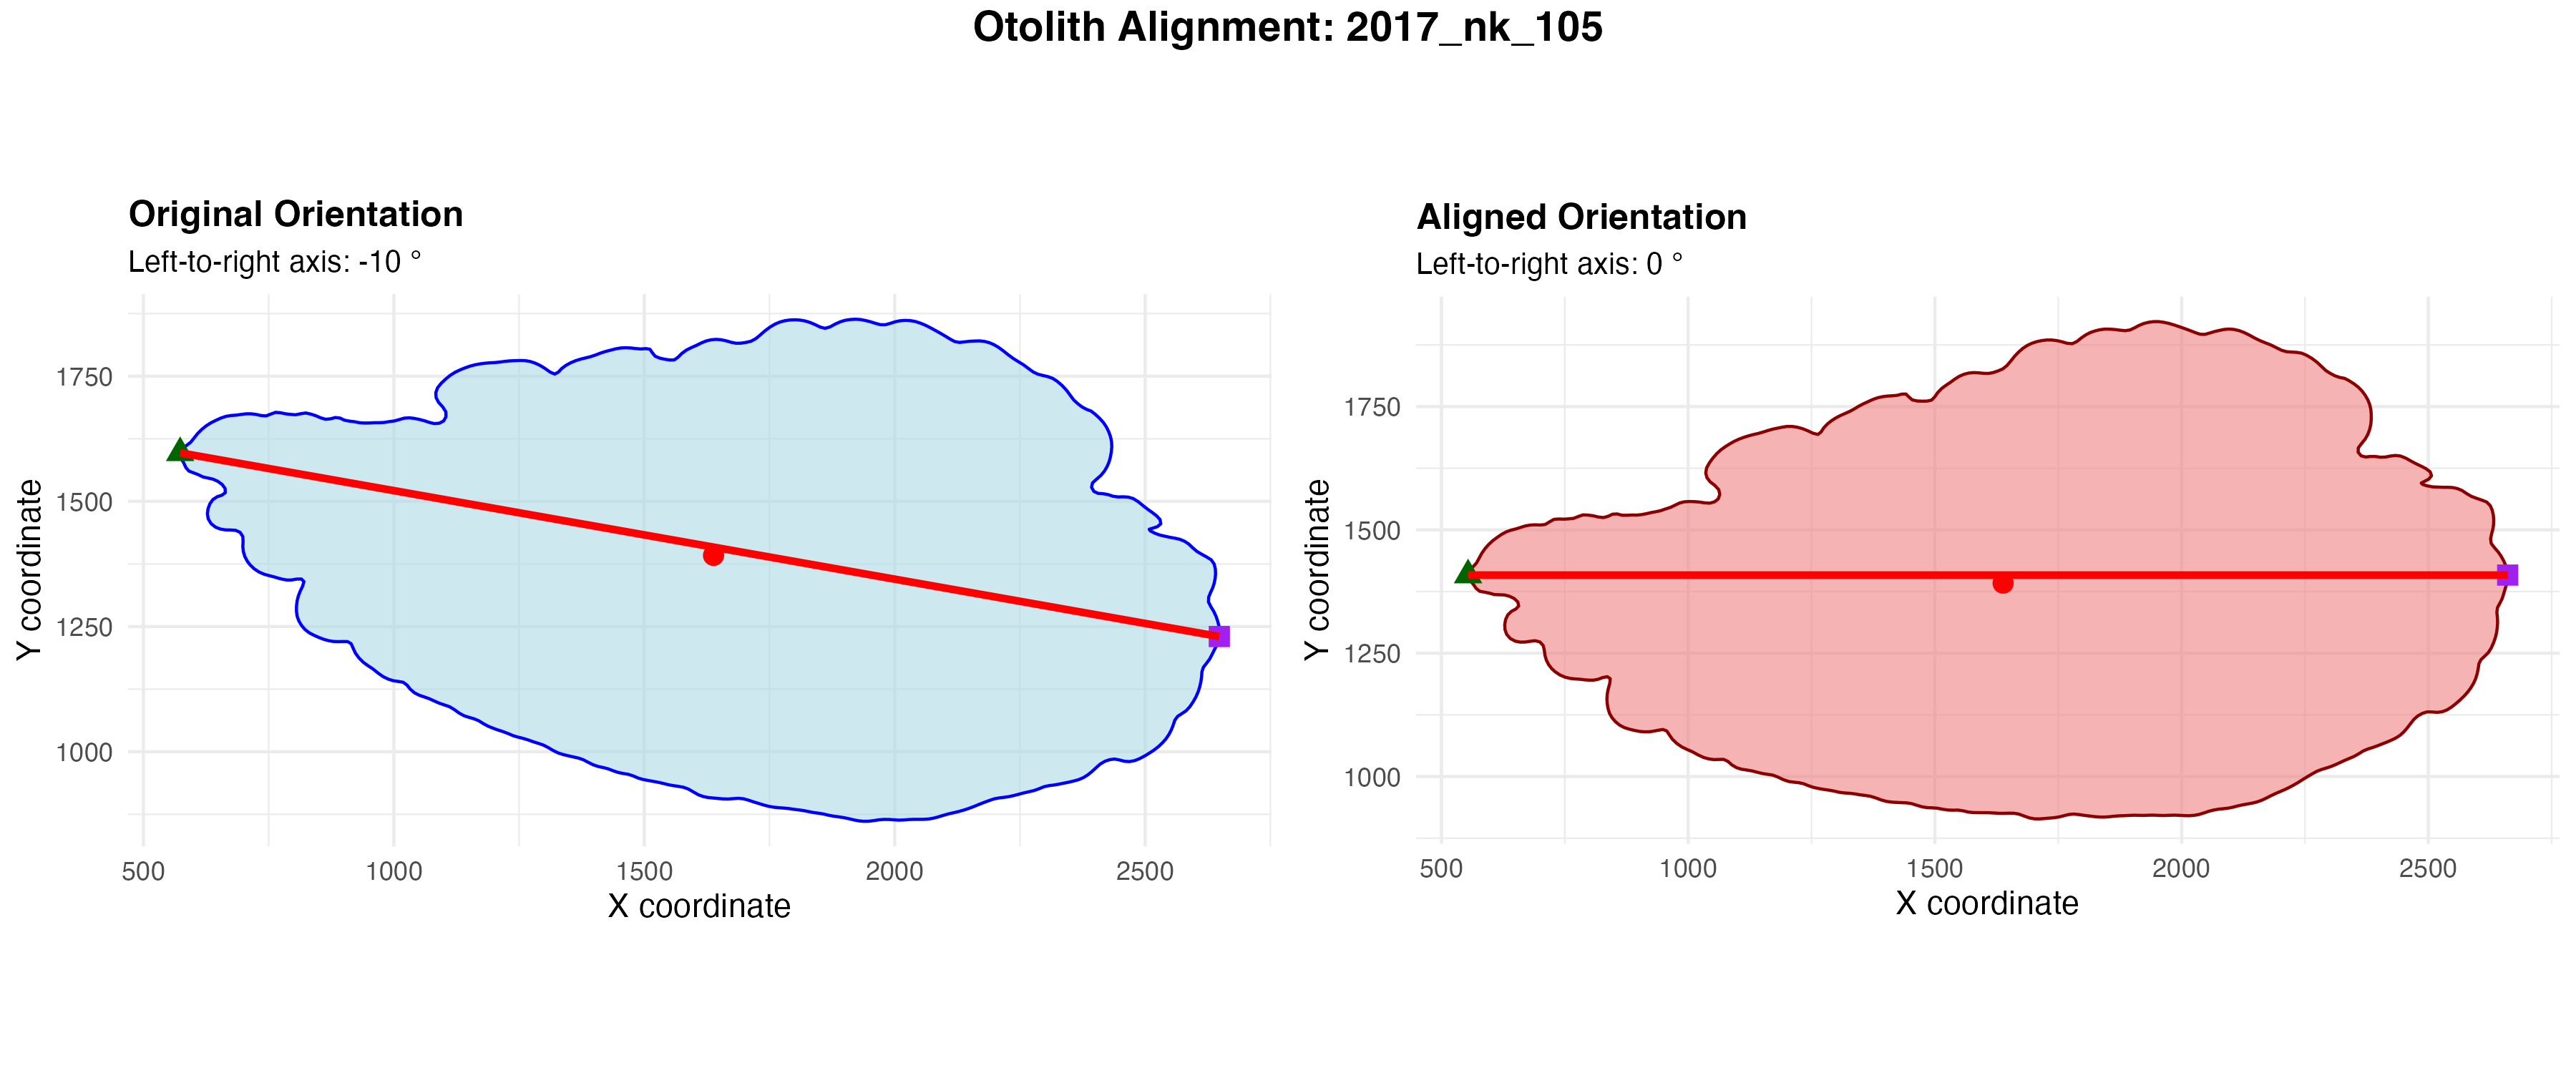 Otolith Alignment: 2017_nk_105
Original Orientation
Left-to-right axis: -10 °
1750
1500
1250
1000
Y coordinate
500 1000 1500 2000 2500
X coordinate
Aligned Orientation
Left-to-right axis: 0 °
1750
1500
1250
1000
Y coordinate
500 1000 1500 2000 2500
X coordinate